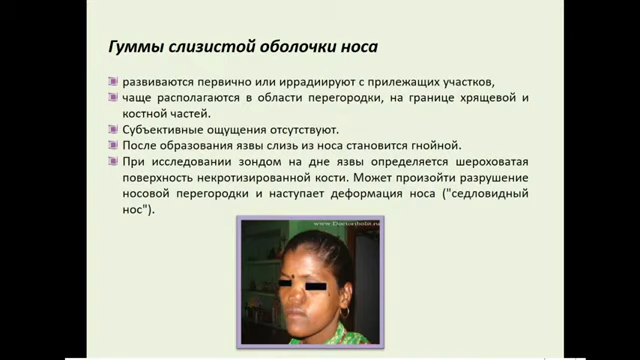 Гуммы слизистой оболочки носа
развиваются первично или иррадиируют с прилежащих участков,
чаще располагаются в области перегородки, на границе хрящевой и
костной частей.
Субъективные ощущения отсутствуют.
После образования язвы слизь из носа становится гнойной.
При исследовании зондом на дне язвы определяется шероховатая
поверхность некротизированной кости. Может произойти разрушение
носовой перегородки и наступает деформация носа ("седловидный
нос").